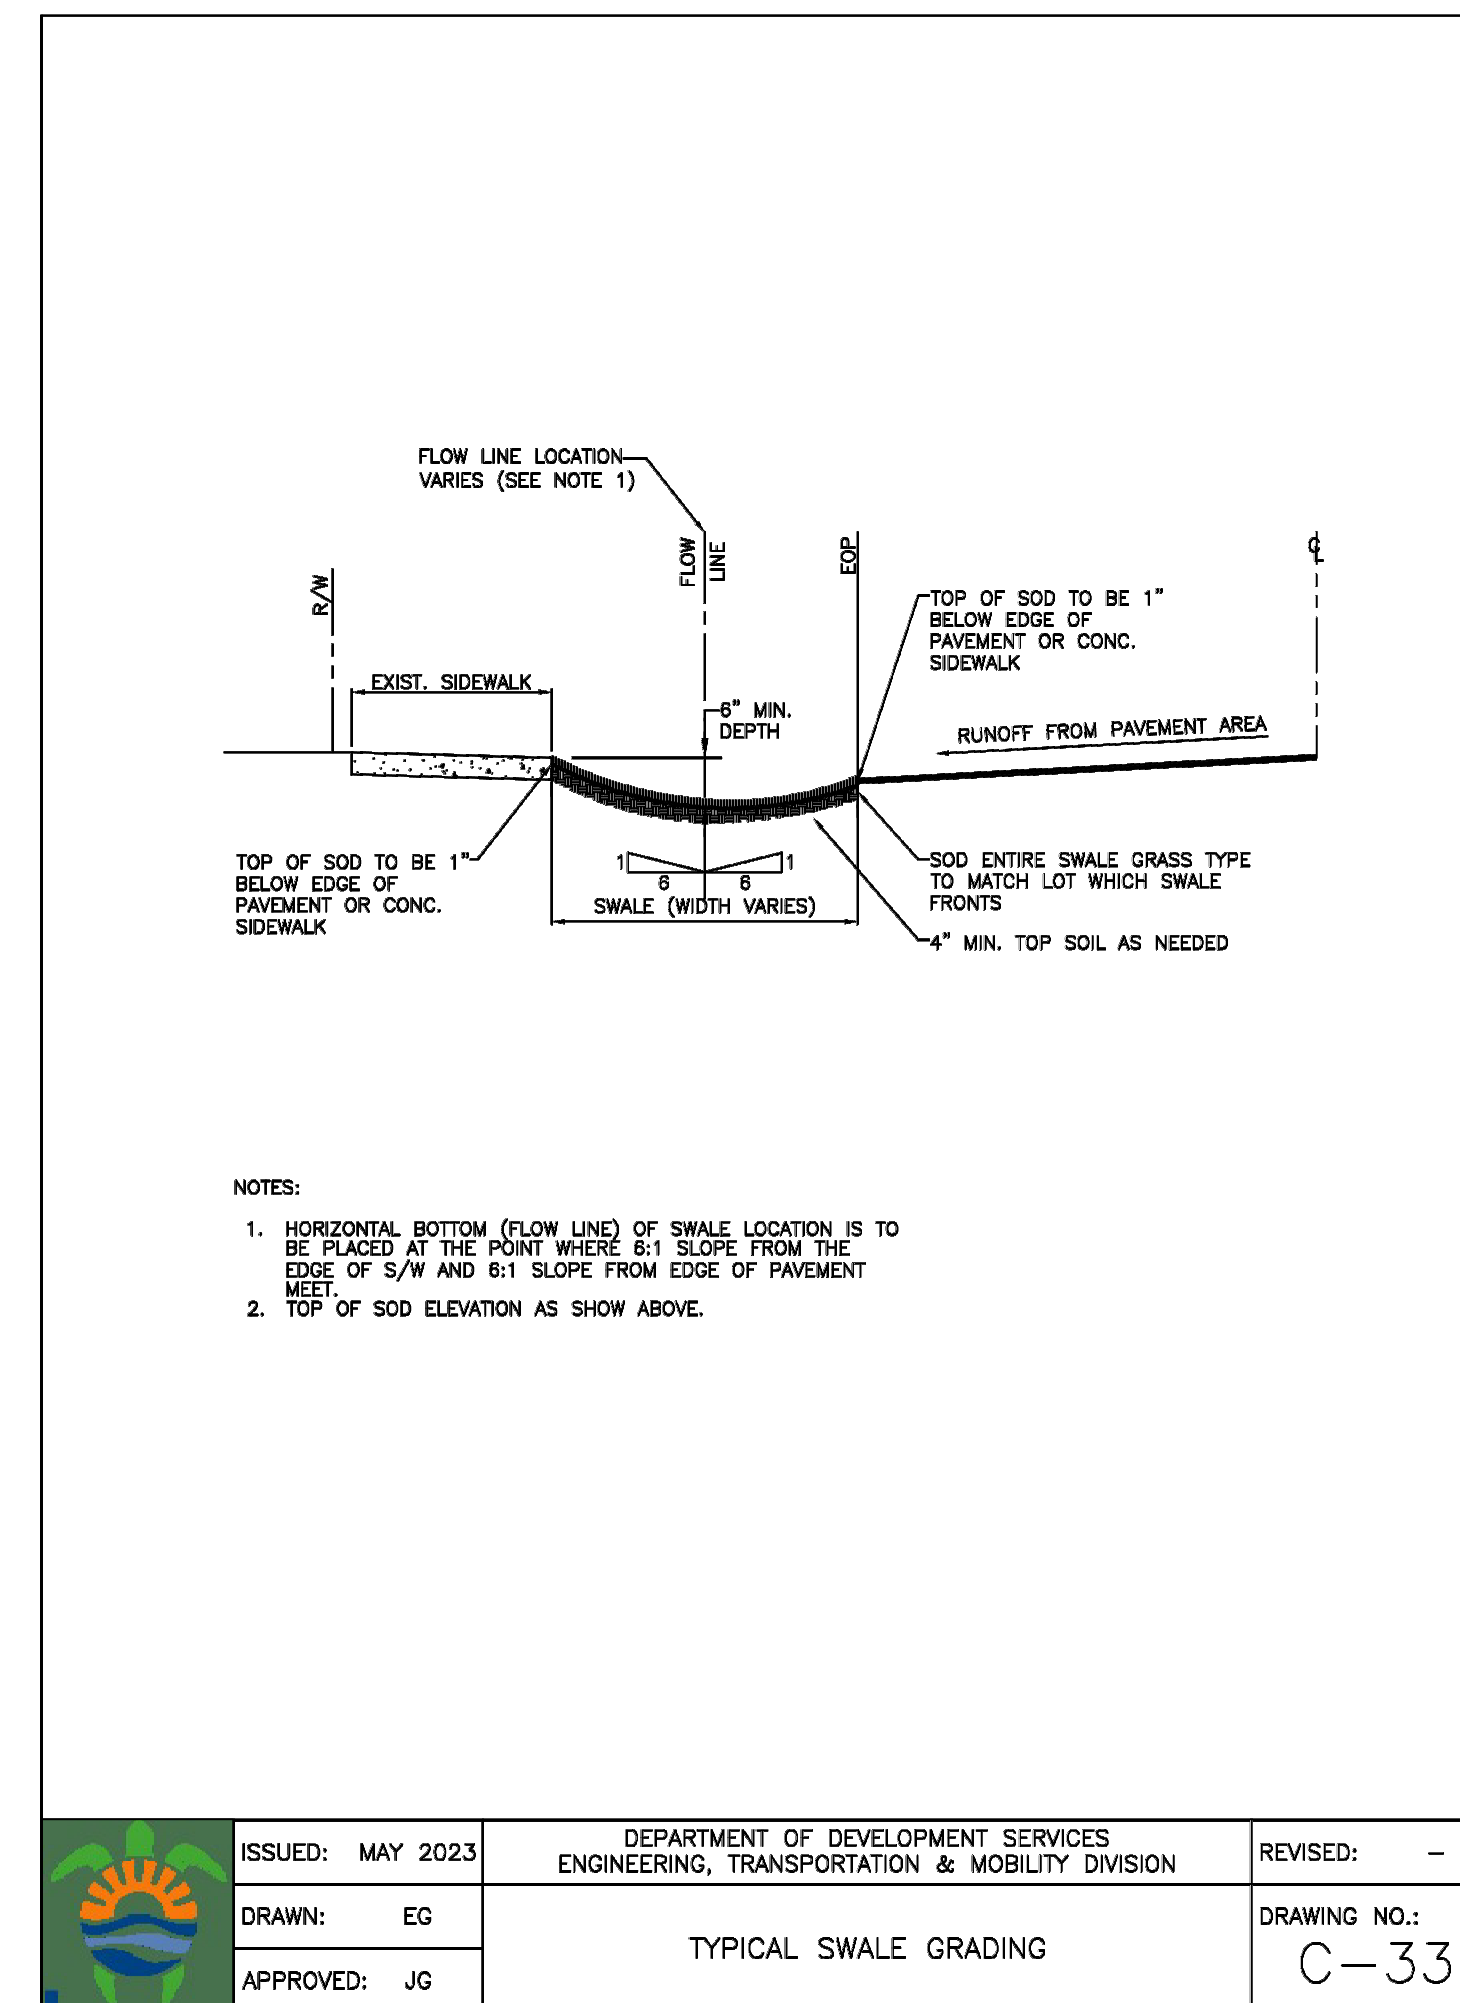 FLOW LINE LOCATION
VARIES (SEE NOTE 1)
R/W
FLOW
LINE
EOP
℄
TOP OF SOD TO BE 1"
BELOW EDGE OF
PAVEMENT OR CONC.
SIDEWALK
EXIST. SIDEWALK
6" MIN.
DEPTH
RUNOFF FROM PAVEMENT AREA
TOP OF SOD TO BE 1"
BELOW EDGE OF
PAVEMENT OR CONC.
SIDEWALK
1
6
6
1
SWALE (WIDTH VARIES)
SOD ENTIRE SWALE GRASS TYPE
TO MATCH LOT WHICH SWALE
FRONTS
4" MIN. TOP SOIL AS NEEDED
NOTES:
1. HORIZONTAL BOTTOM (FLOW LINE) OF SWALE LOCATION IS TO
BE PLACED AT THE POINT WHERE 6:1 SLOPE FROM THE
EDGE OF S/W AND 6:1 SLOPE FROM EDGE OF PAVEMENT
MEET.
2. TOP OF SOD ELEVATION AS SHOW ABOVE.
ISSUED: MAY 2023
DRAWN: EG
APPROVED: JG
DEPARTMENT OF DEVELOPMENT SERVICES
ENGINEERING, TRANSPORTATION & MOBILITY DIVISION
TYPICAL SWALE GRADING
REVISED: –
DRAWING NO.:
C–33